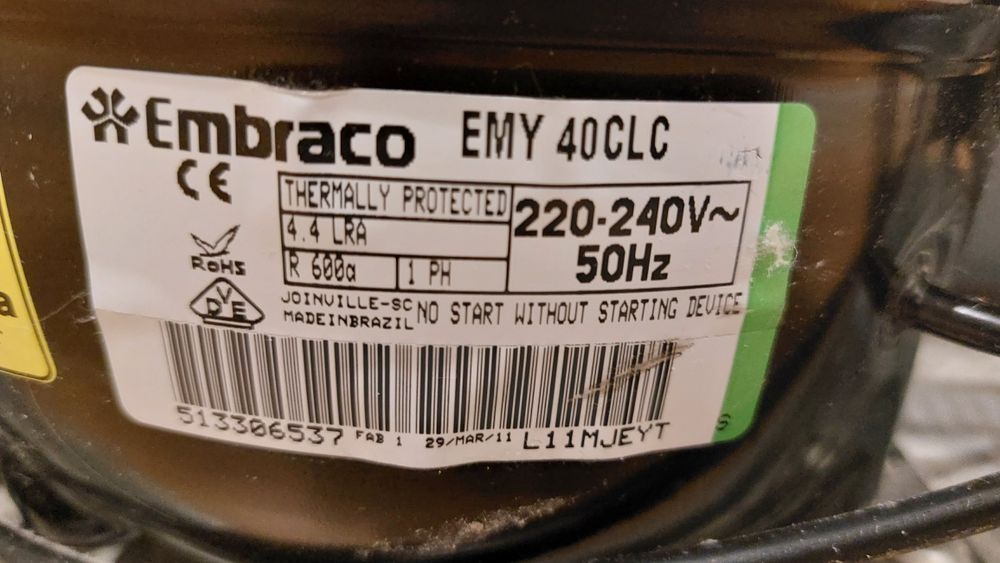 Embraco EMY 40CLC
CE
THERMALLY PROTECTED
4.4 LRA
R 600a 1 PH
220-240V~
50Hz
RoHS
VDE
JOINVILLE-SC
MADEINBRAZIL
NO START WITHOUT STARTING DEVICE
513306537 FAB 1 29/MAR/11 L11MJEYT S
a